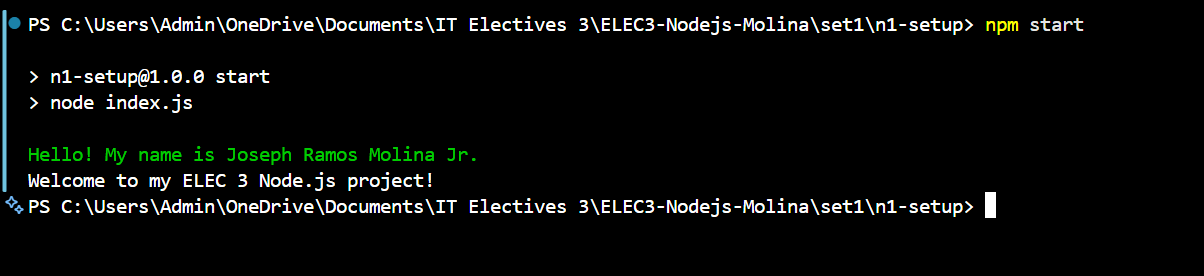 PS C:\Users\Admin\OneDrive\Documents\IT Electives 3\ELEC3-Nodejs-Molina\set1\n1-setup> npm start
> n1-setup@1.0.0 start
> node index.js
Hello! My name is Joseph Ramos Molina Jr.
Welcome to my ELEC 3 Node.js project!
PS C:\Users\Admin\OneDrive\Documents\IT Electives 3\ELEC3-Nodejs-Molina\set1\n1-setup>